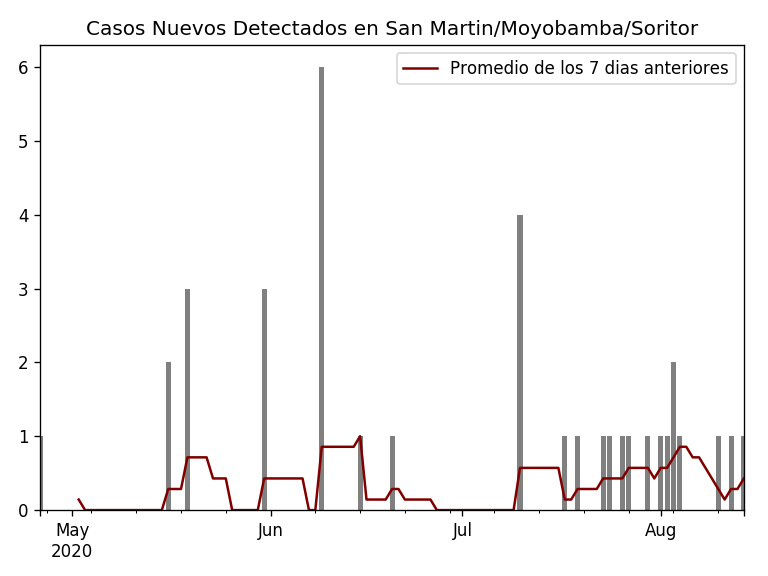 Casos Nuevos Detectados en San Martin/Moyobamba/Soritor
Promedio de los 7 dias anteriores
6
5
4
3
2
1
0
May Jun Jul Aug
2020